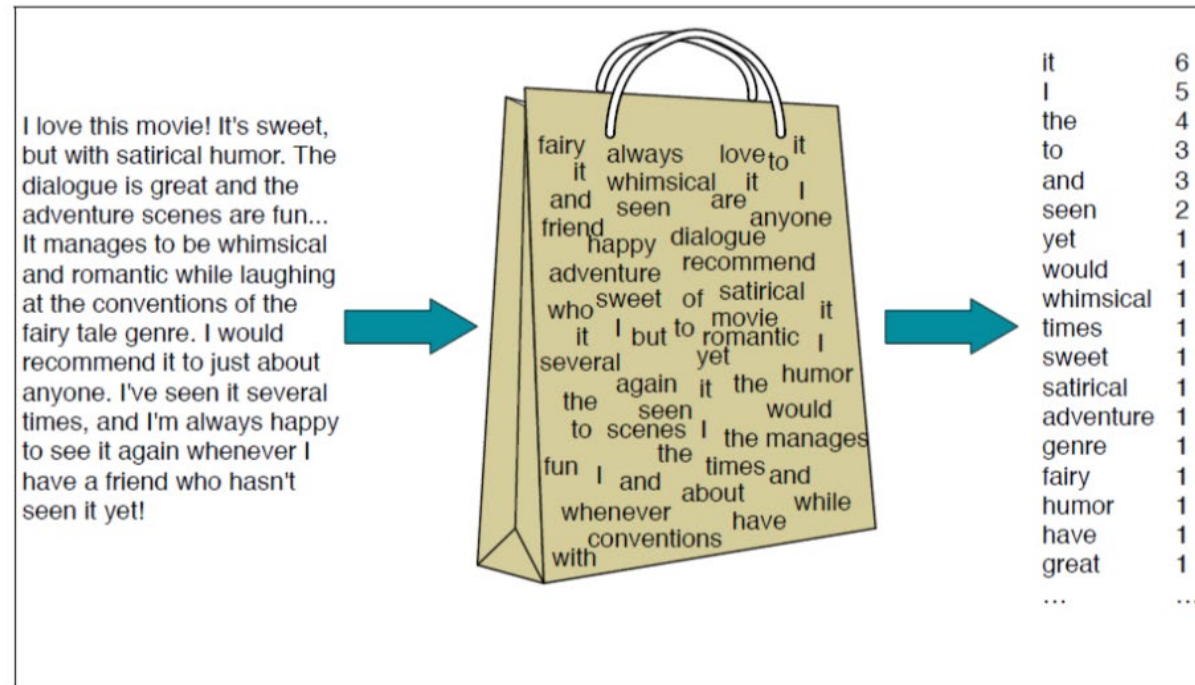 I love this movie! It's sweet,
but with satirical humor. The
dialogue is great and the
adventure scenes are fun...
It manages to be whimsical
and romantic while laughing
at the conventions of the
fairy tale genre. I would
recommend it to just about
anyone. I've seen it several
times, and I'm always happy
to see it again whenever I
have a friend who hasn't
seen it yet!
fairy always love to it
it whimsical it I
and seen are anyone
friend happy dialogue
adventure recommend
who sweet of satirical
it I but to movie it
romantic I
several yet
again it the humor
the seen would
to scenes I the manages
fun I and the times and
whenever about while
have
conventions
with
it 6
I 5
the 4
to 3
and 3
seen 2
yet 1
would 1
whimsical 1
times 1
sweet 1
satirical 1
adventure 1
genre 1
fairy 1
humor 1
have 1
great 1
... ...